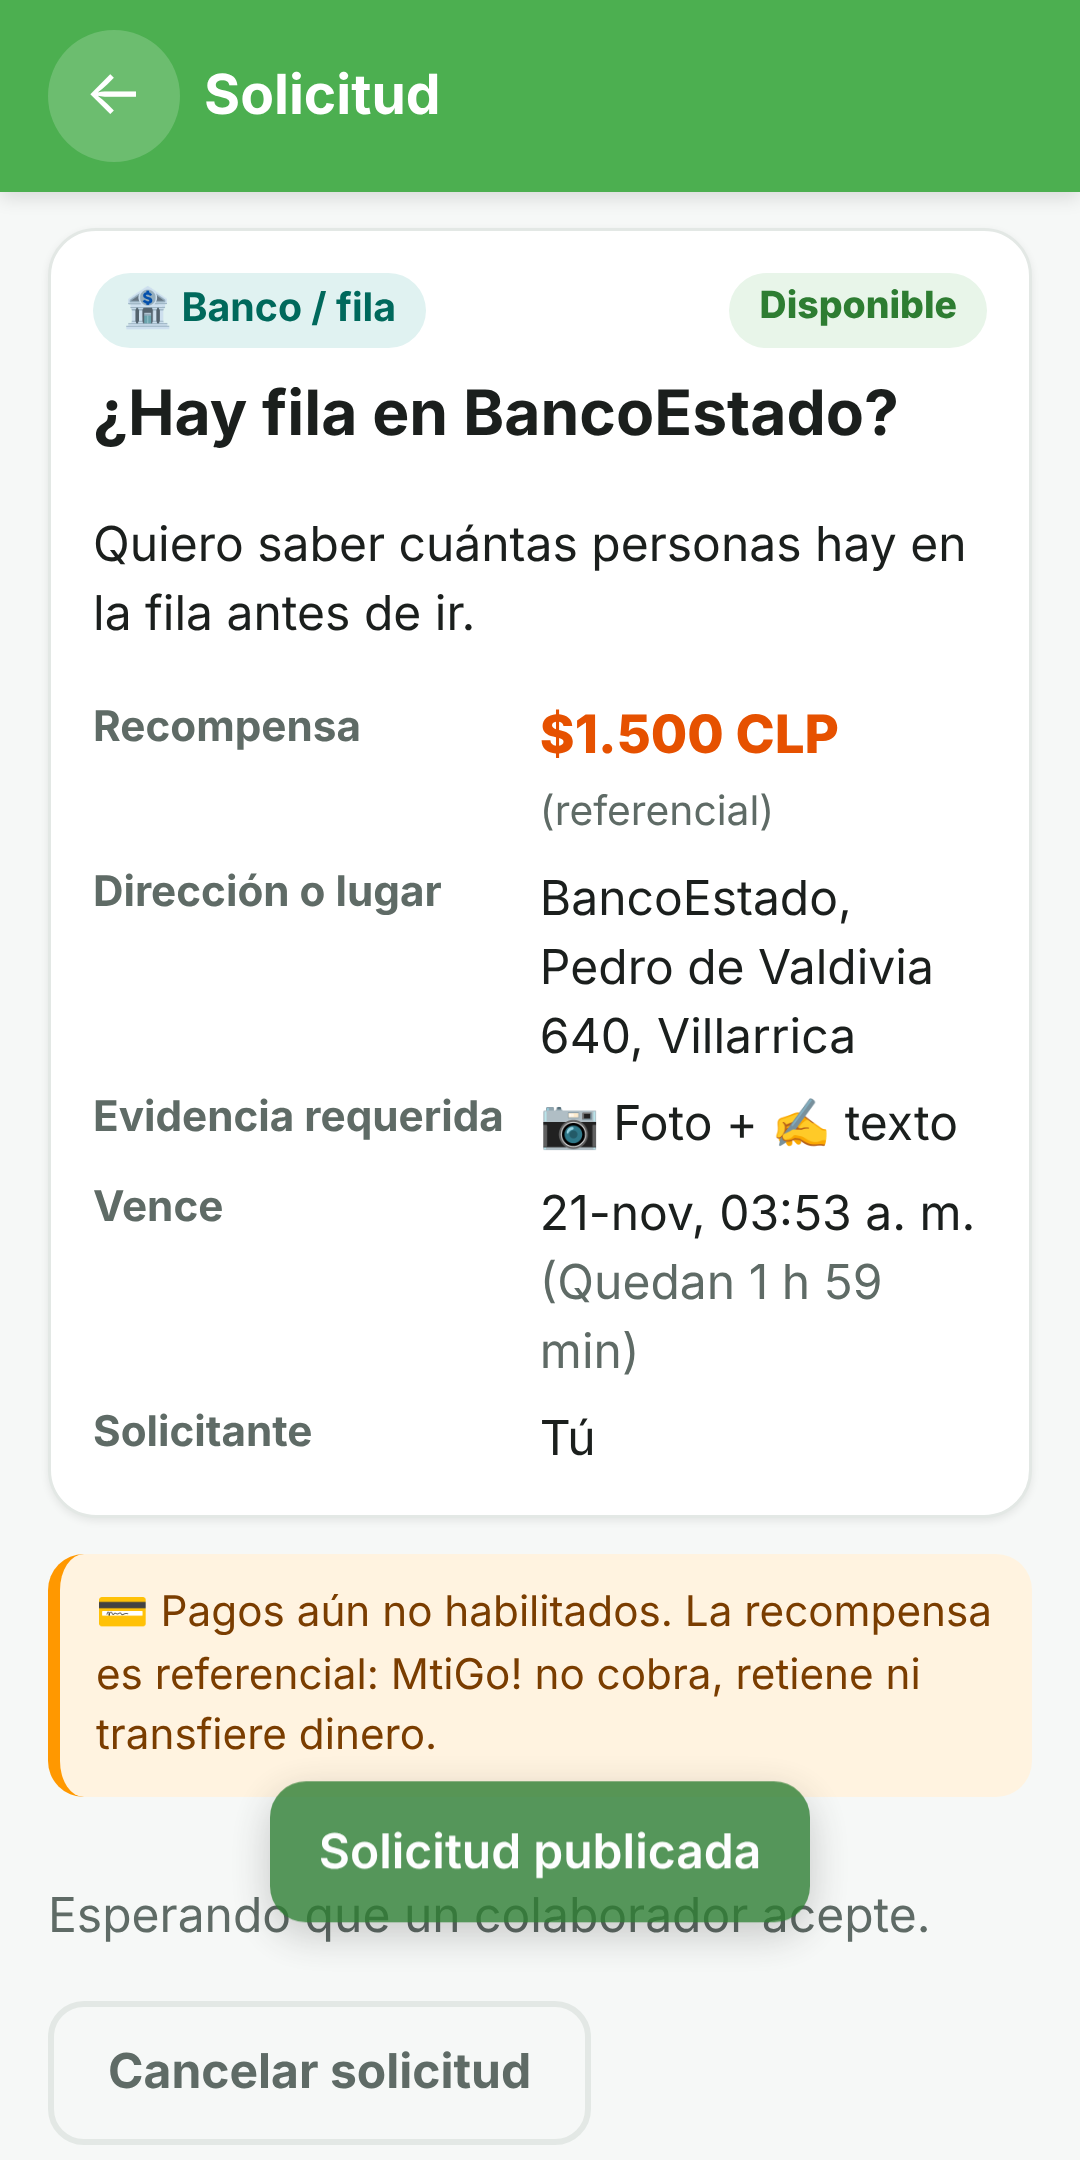 Solicitud
Banco / fila
Disponible
¿Hay fila en BancoEstado?
Quiero saber cuántas personas hay en
la fila antes de ir.
Recompensa
$1.500 CLP
(referencial)
Dirección o lugar
BancoEstado,
Pedro de Valdivia
640, Villarrica
Evidencia requerida
📷 Foto + ✍️ texto
Vence
21-nov, 03:53 a. m.
(Quedan 1 h 59
min)
Solicitante
Tú
💳 Pagos aún no habilitados. La recompensa
es referencial: MtiGo! no cobra, retiene ni
transfiere dinero.
Solicitud publicada
Esperando que un colaborador acepte.
Cancelar solicitud